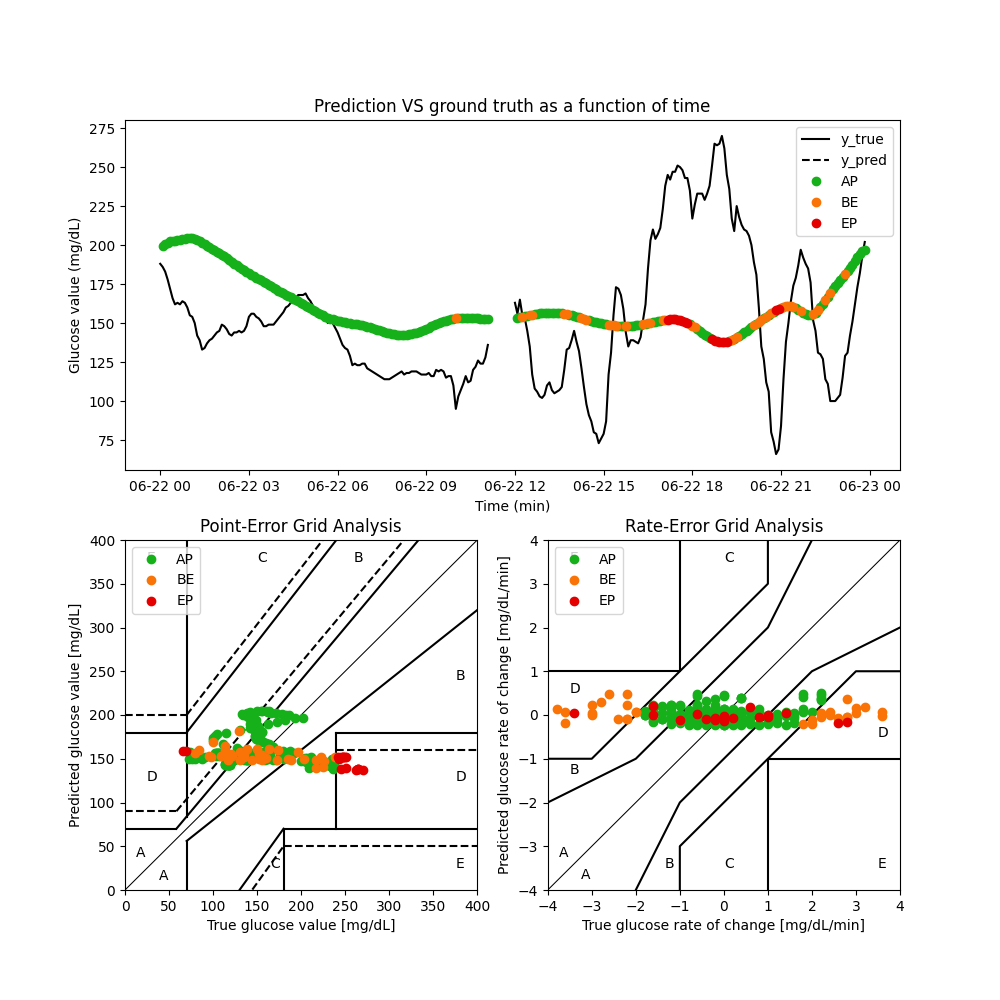 Prediction VS ground truth as a function of time
Glucose value (mg/dL)
275
250
225
200
175
150
125
100
75
y_true
y_pred
AP
BE
EP
06-22 00 06-22 03 06-22 06 06-22 09 06-22 12 06-22 15 06-22 18 06-22 21 06-23 00
Time (min)
Point-Error Grid Analysis
Predicted glucose value [mg/dL]
400
350
300
250
200
150
100
50
0
AP
BE
EP
C
B
B
D
D
A
A
C
E
0 50 100 150 200 250 300 350 400
True glucose value [mg/dL]
Rate-Error Grid Analysis
Predicted glucose rate of change [mg/dL/min]
4
3
2
1
0
−1
−2
−3
−4
AP
BE
EP
C
D
D
B
A
A
B
C
E
−4 −3 −2 −1 0 1 2 3 4
True glucose rate of change [mg/dL/min]